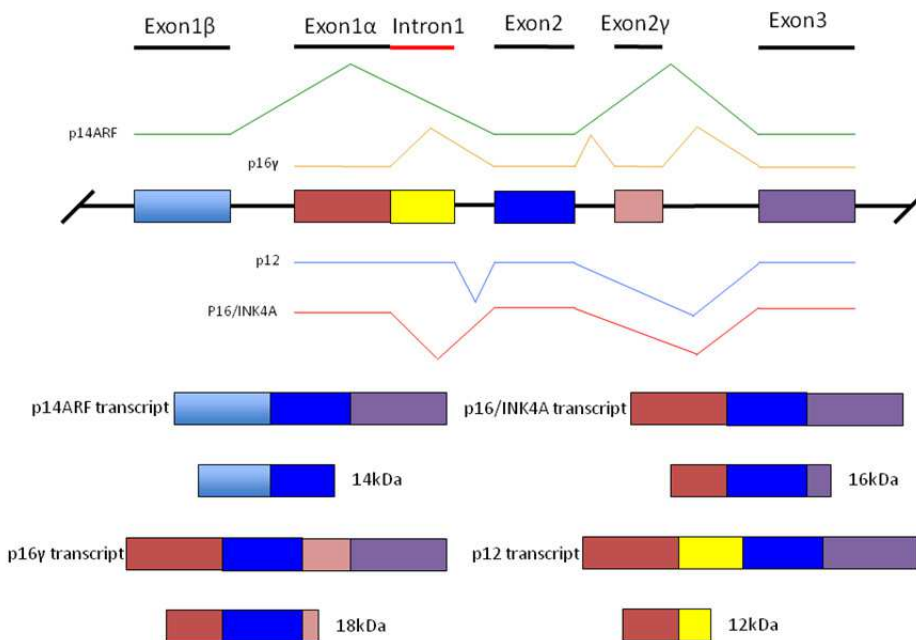 Exon1β Exon1α Intron1 Exon2 Exon2γ Exon3
p14ARF
p16γ
p12
P16/INK4A
p14ARF transcript p16/INK4A transcript
14kDa 16kDa
p16γ transcript p12 transcript
18kDa 12kDa